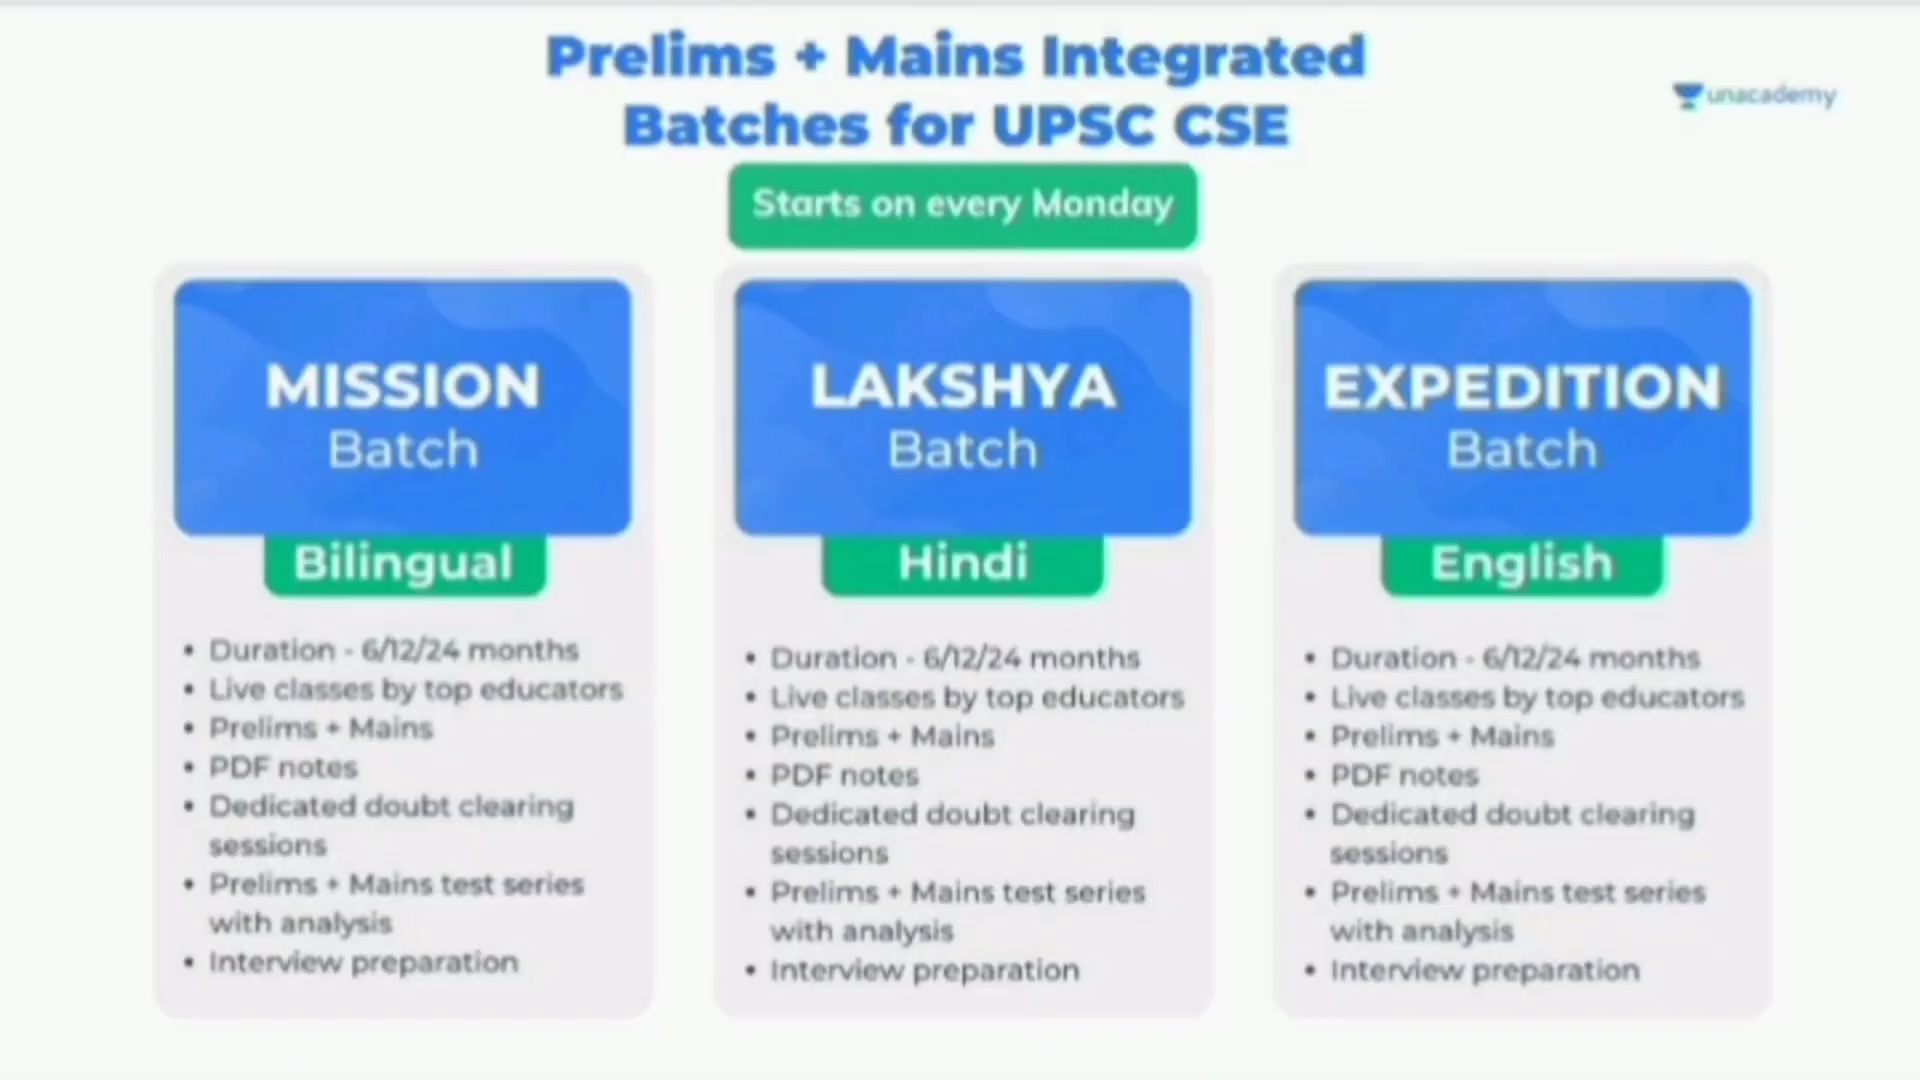 Prelims + Mains Integrated
Batches for UPSC CSE
unacademy
Starts on every Monday
MISSION
Batch
Bilingual
• Duration - 6/12/24 months
• Live classes by top educators
• Prelims + Mains
• PDF notes
• Dedicated doubt clearing
sessions
• Prelims + Mains test series
with analysis
• Interview preparation
LAKSHYA
Batch
Hindi
• Duration - 6/12/24 months
• Live classes by top educators
• Prelims + Mains
• PDF notes
• Dedicated doubt clearing
sessions
• Prelims + Mains test series
with analysis
• Interview preparation
EXPEDITION
Batch
English
• Duration - 6/12/24 months
• Live classes by top educators
• Prelims + Mains
• PDF notes
• Dedicated doubt clearing
sessions
• Prelims + Mains test series
with analysis
• Interview preparation